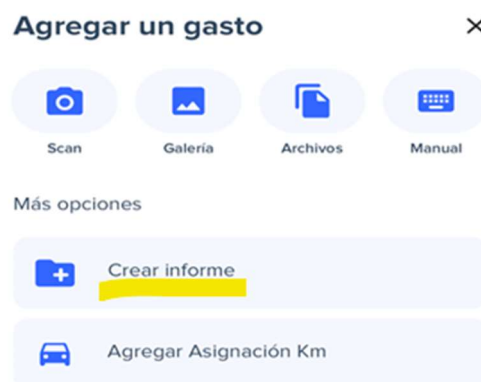 Agregar un gasto
Scan
Galería
Archivos
Manual
Más opciones
Crear informe
Agregar Asignación Km